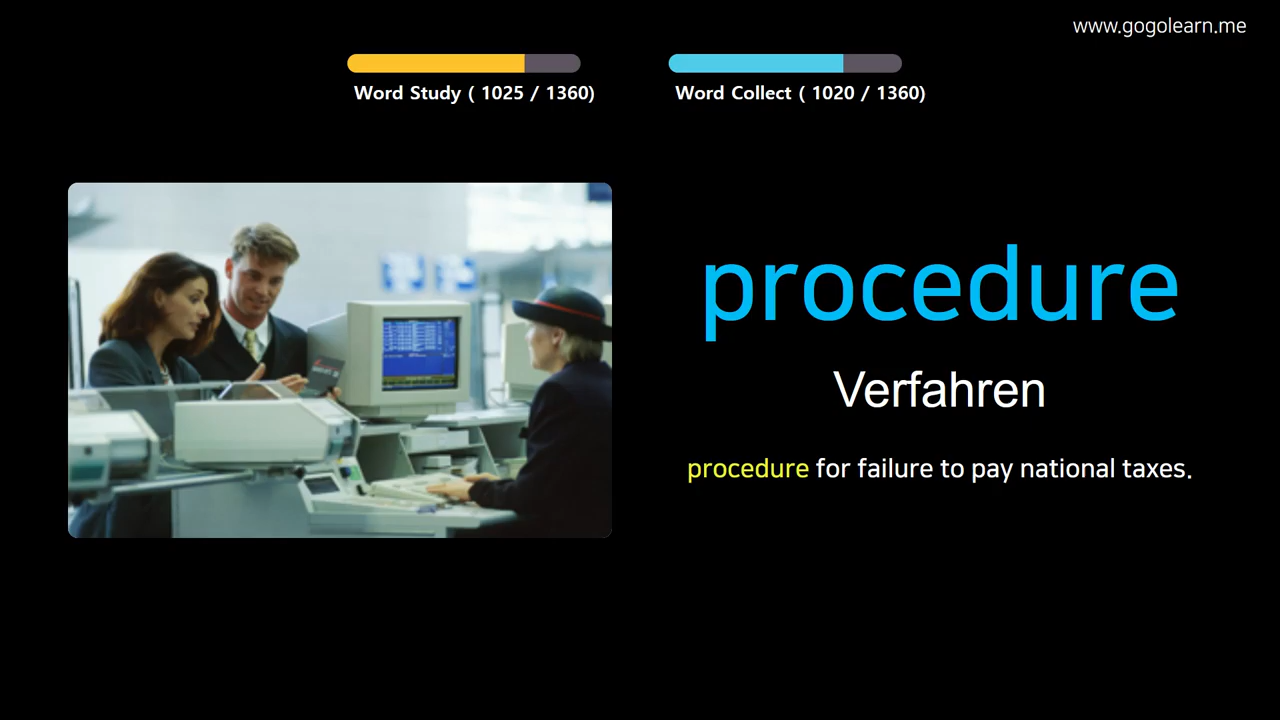 www.gogolearn.me
Word Study ( 1025 / 1360)
Word Collect ( 1020 / 1360)
procedure
Verfahren
procedure for failure to pay national taxes.